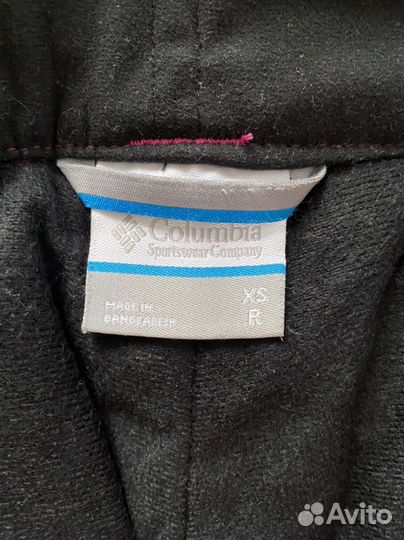 Columbia
Sportswear Company
XS
MADE IN
R
BANGLADESH
Avito